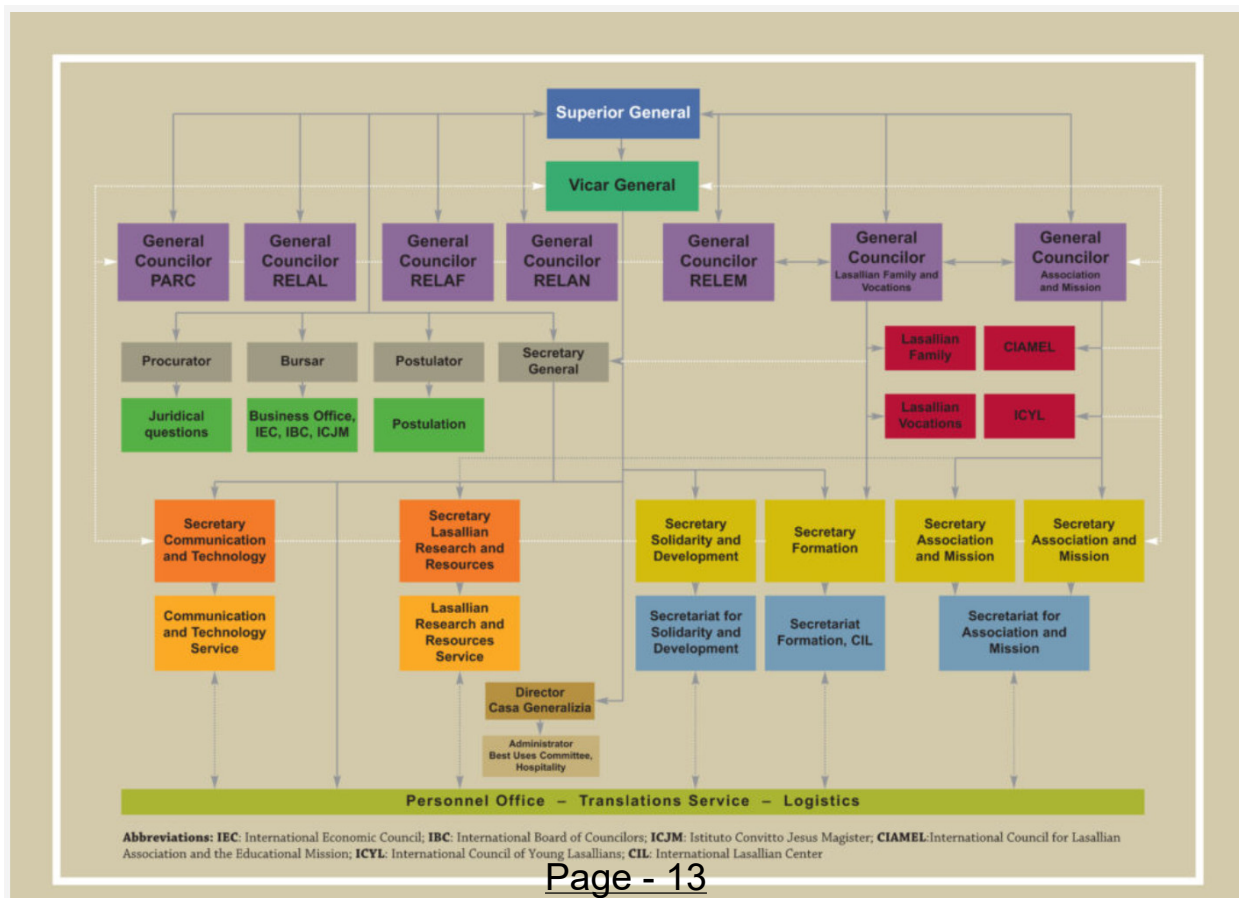 Superior General
Vicar General
General
Councilor
PARC
General
Councilor
RELAL
General
Councilor
RELAF
General
Councilor
RELAN
General
Councilor
RELEM
General
Councilor
Lasallian Family and
Vocations
General
Councilor
Association
and Mission
Procurator
Bursar
Postulator
Secretary
General
Lasallian
Family
CIAMEL
Juridical
questions
Business Office,
IEC, IBC, ICJM
Postulation
Lasallian
Vocations
ICYL
Secretary
Communication
and Technology
Secretary
Lasallian
Research and
Resources
Secretary
Solidarity and
Development
Secretary
Formation
Secretary
Association
and Mission
Secretary
Association and
Mission
Communication
and Technology
Service
Lasallian
Research and
Resources
Service
Secretariat for
Solidarity and
Development
Secretariat
Formation, CIL
Secretariat for
Association and
Mission
Director
Casa Generalizia
Administrator
Best Uses Committee,
Hospitality
Personnel Office – Translations Service – Logistics
Abbreviations: IEC: International Economic Council; IBC: International Board of Councilors; ICJM: Istituto Convitto Jesus Magister; CIAMEL:International Council for Lasallian
Association and the Educational Mission; ICYL: International Council of Young Lasallians; CIL: International Lasallian Center
Page - 13